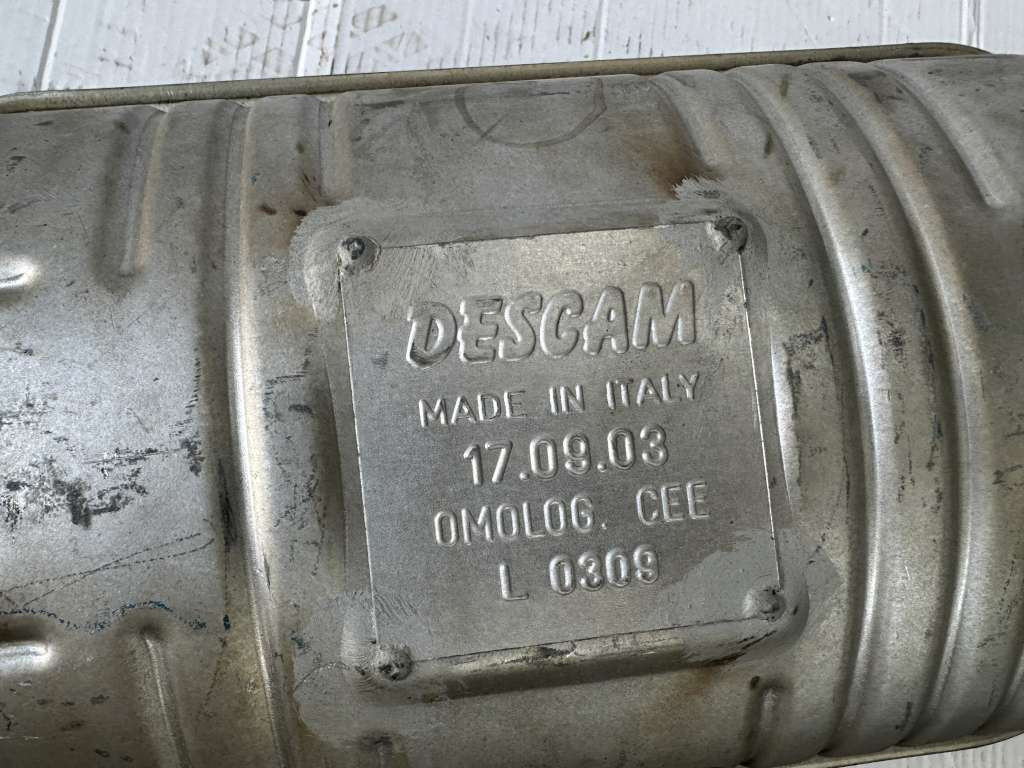 DESCAM
MADE IN ITALY
17.09.03
OMOLOG. CEE
L 0309